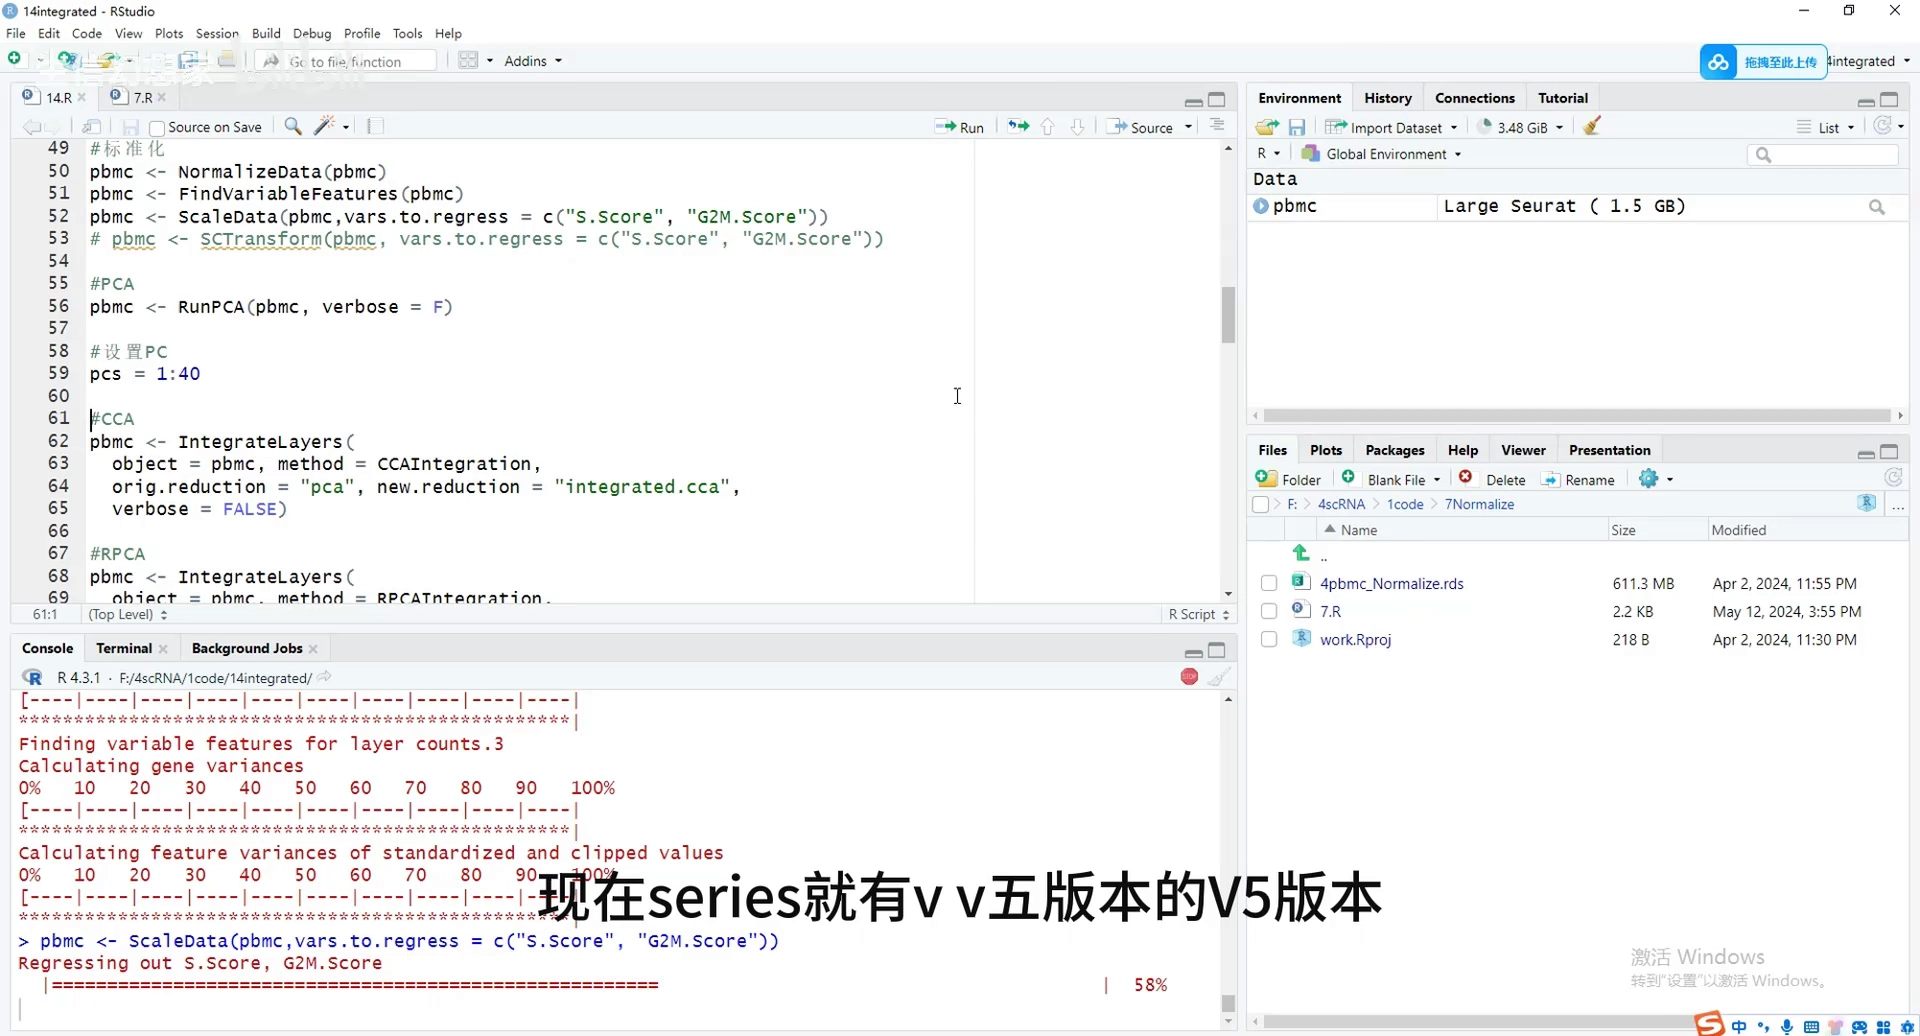 14integrated - RStudio
File Edit Code View Plots Session Build Debug Profile Tools Help
Go to file/function Addins
拖拽至此上传 4integrated
14.R 7.R
Source on Save Run Source
49 #标准化
50 pbmc <- NormalizeData(pbmc)
51 pbmc <- FindVariableFeatures(pbmc)
52 pbmc <- ScaleData(pbmc,vars.to.regress = c("S.Score", "G2M.Score"))
53 # pbmc <- SCTransform(pbmc, vars.to.regress = c("S.Score", "G2M.Score"))
54
55 #PCA
56 pbmc <- RunPCA(pbmc, verbose = F)
57
58 #设置PC
59 pcs = 1:40
60
61 #CCA
62 pbmc <- IntegrateLayers(
63 object = pbmc, method = CCAIntegration,
64 orig.reduction = "pca", new.reduction = "integrated.cca",
65 verbose = FALSE)
66
67 #RPCA
68 pbmc <- IntegrateLayers(
69 object = pbmc, method = RPCAIntegration,
61:1 (Top Level) R Script
Console Terminal Background Jobs
R 4.3.1 · F:/4scRNA/1code/14integrated/
[----|----|----|----|----|----|----|----|----|----|
**************************************************|
Finding variable features for layer counts.3
Calculating gene variances
0% 10 20 30 40 50 60 70 80 90 100%
[----|----|----|----|----|----|----|----|----|----|
**************************************************|
Calculating feature variances of standardized and clipped values
0% 10 20 30 40 50 60 70 80 90 100%
[----|----|----|----|----|----|----|----|----|----|
**************************************************|
> pbmc <- ScaleData(pbmc,vars.to.regress = c("S.Score", "G2M.Score"))
Regressing out S.Score, G2M.Score
|======================================================= | 58%
现在series就有v v五版本的V5版本
Environment History Connections Tutorial
Import Dataset 3.48 GiB List
R Global Environment
Data
pbmc Large Seurat ( 1.5 GB)
Files Plots Packages Help Viewer Presentation
Folder Blank File Delete Rename
F: 4scRNA 1code 7Normalize ...
Name Size Modified
..
4pbmc_Normalize.rds 611.3 MB Apr 2, 2024, 11:55 PM
7.R 2.2 KB May 12, 2024, 3:55 PM
work.Rproj 218 B Apr 2, 2024, 11:30 PM
激活 Windows
转到"设置"以激活 Windows。
中